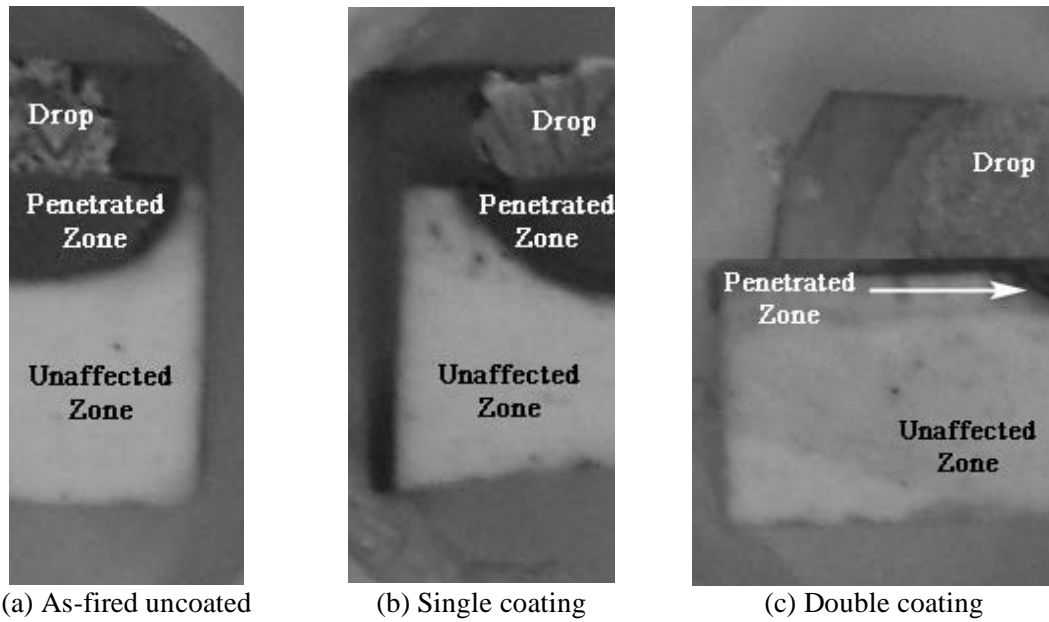 Drop
Penetrated
Zone
Unaffected
Zone
(a) As-fired uncoated
Drop
Penetrated
Zone
Unaffected
Zone
(b) Single coating
Drop
Penetrated
Zone
Unaffected
Zone
(c) Double coating